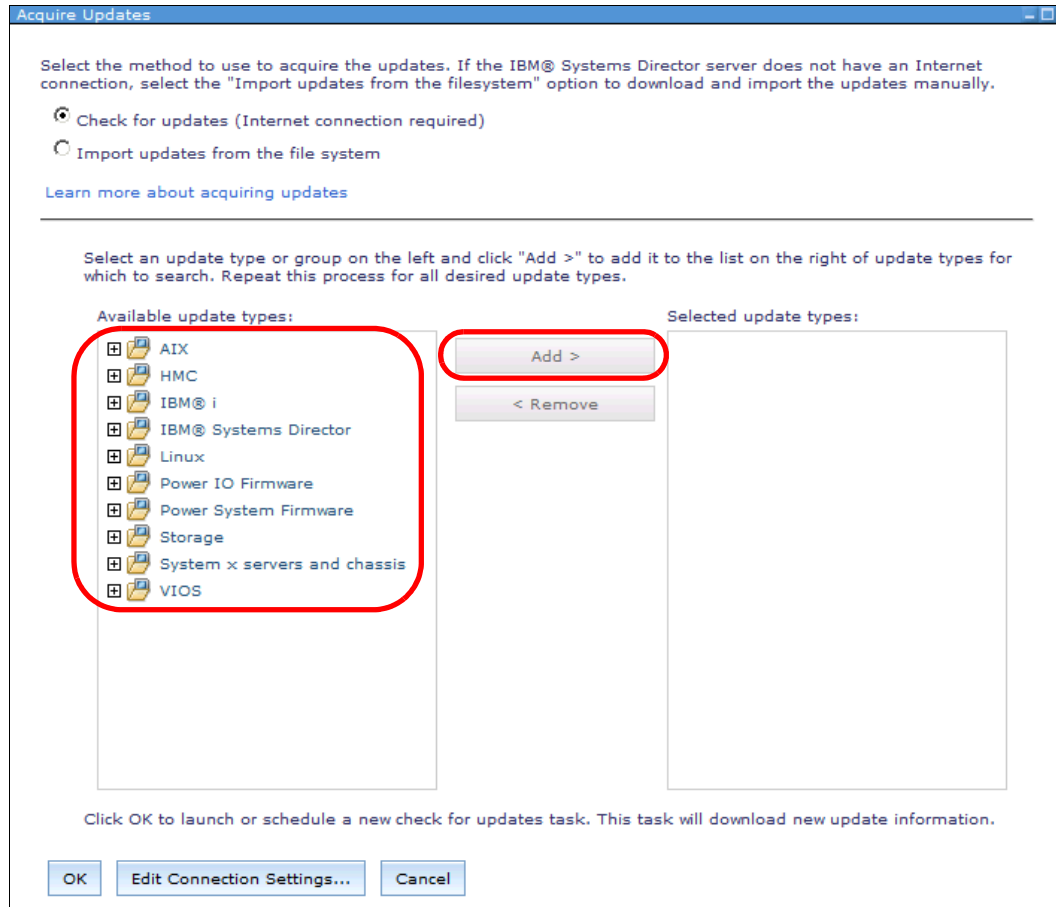 Acquire Updates
Select the method to use to acquire the updates. If the IBM® Systems Director server does not have an Internet
connection, select the "Import updates from the filesystem" option to download and import the updates manually.
Check for updates (Internet connection required)
Import updates from the file system
Learn more about acquiring updates
Select an update type or group on the left and click "Add >" to add it to the list on the right of update types for
which to search. Repeat this process for all desired update types.
Available update types:
AIX
HMC
IBM® i
IBM® Systems Director
Linux
Power IO Firmware
Power System Firmware
Storage
System x servers and chassis
VIOS
Add >
< Remove
Selected update types:
Click OK to launch or schedule a new check for updates task. This task will download new update information.
OK
Edit Connection Settings...
Cancel